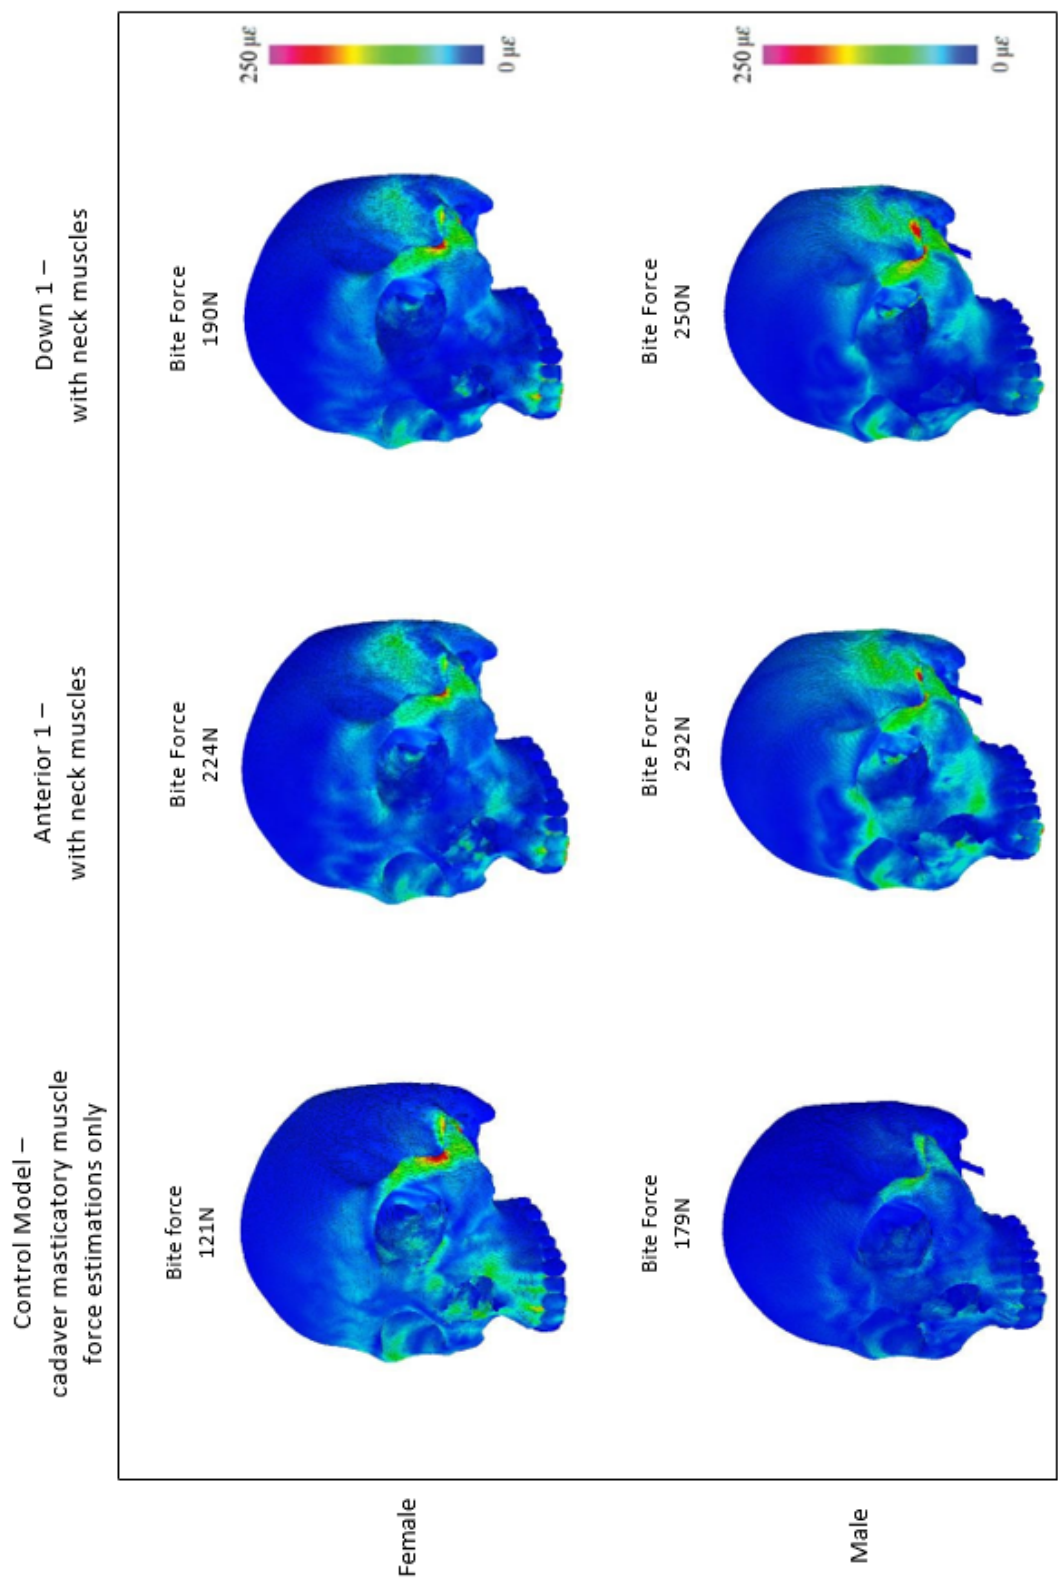 Control Model –
cadaver masticatory muscle
force estimations only
Anterior 1 –
with neck muscles
Down 1 –
with neck muscles
Female
Bite force
121N
Bite Force
224N
Bite Force
190N
250 µε
0 µε
Male
Bite Force
179N
Bite Force
292N
Bite Force
250N
250 µε
0 µε